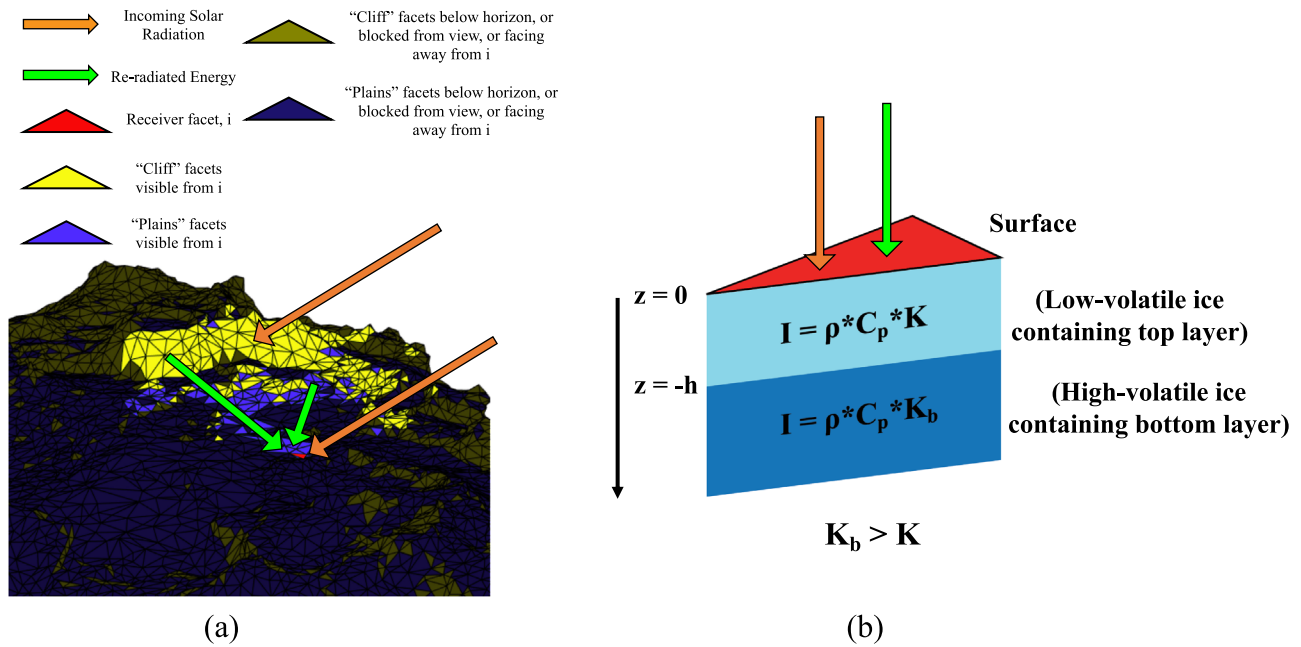 Incoming Solar
Radiation
Re-radiated Energy
Receiver facet, i
“Cliff” facets
visible from i
“Plains” facets
visible from i
“Cliff” facets below horizon, or
blocked from view, or facing
away from i
“Plains” facets below horizon, or
blocked from view, or facing
away from i
(a)
Surface
z = 0
I = ρ*Cₚ*K
(Low-volatile ice
containing top layer)
z = -h
I = ρ*Cₚ*K_b
(High-volatile ice
containing bottom layer)
K_b > K
(b)